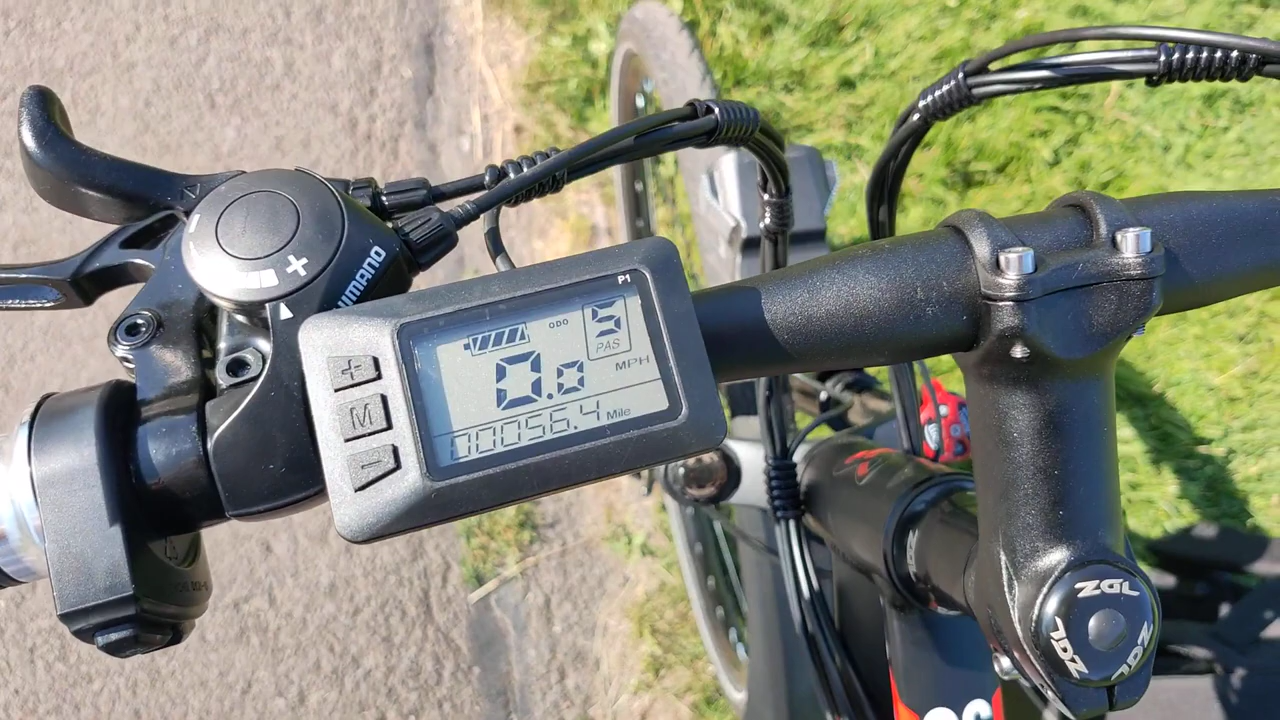 SHIMANO
+
P1
ODO
5
PAS
0.0
MPH
00056.4 Mile
+
M
−
ZGL
ZGL
ZGL